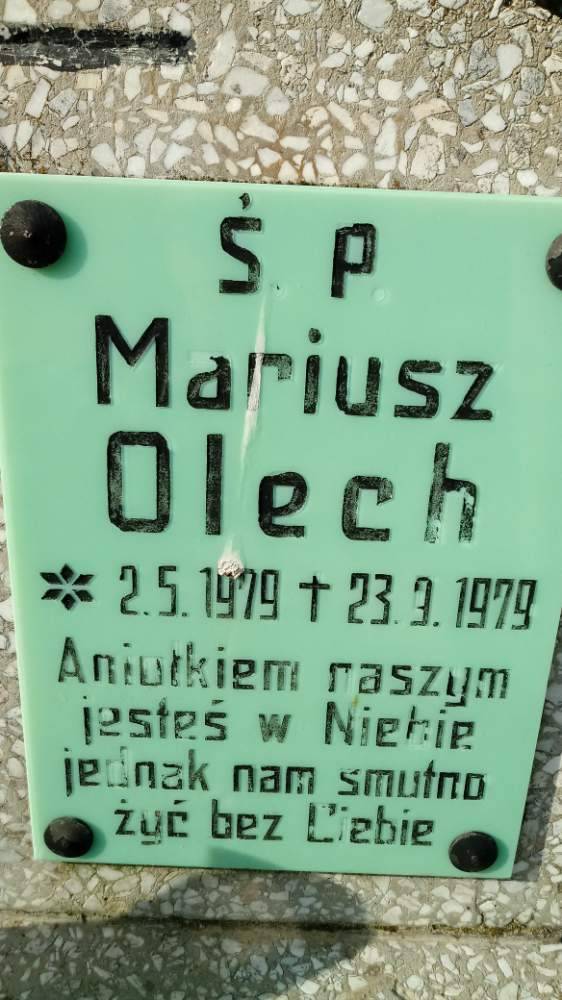 Ś. P.
Mariusz
Olech
* 2.5.1979 † 23.9.1979
Aniołkiem naszym
jesteś w Niebie
jednak nam smutno
żyć bez Ciebie